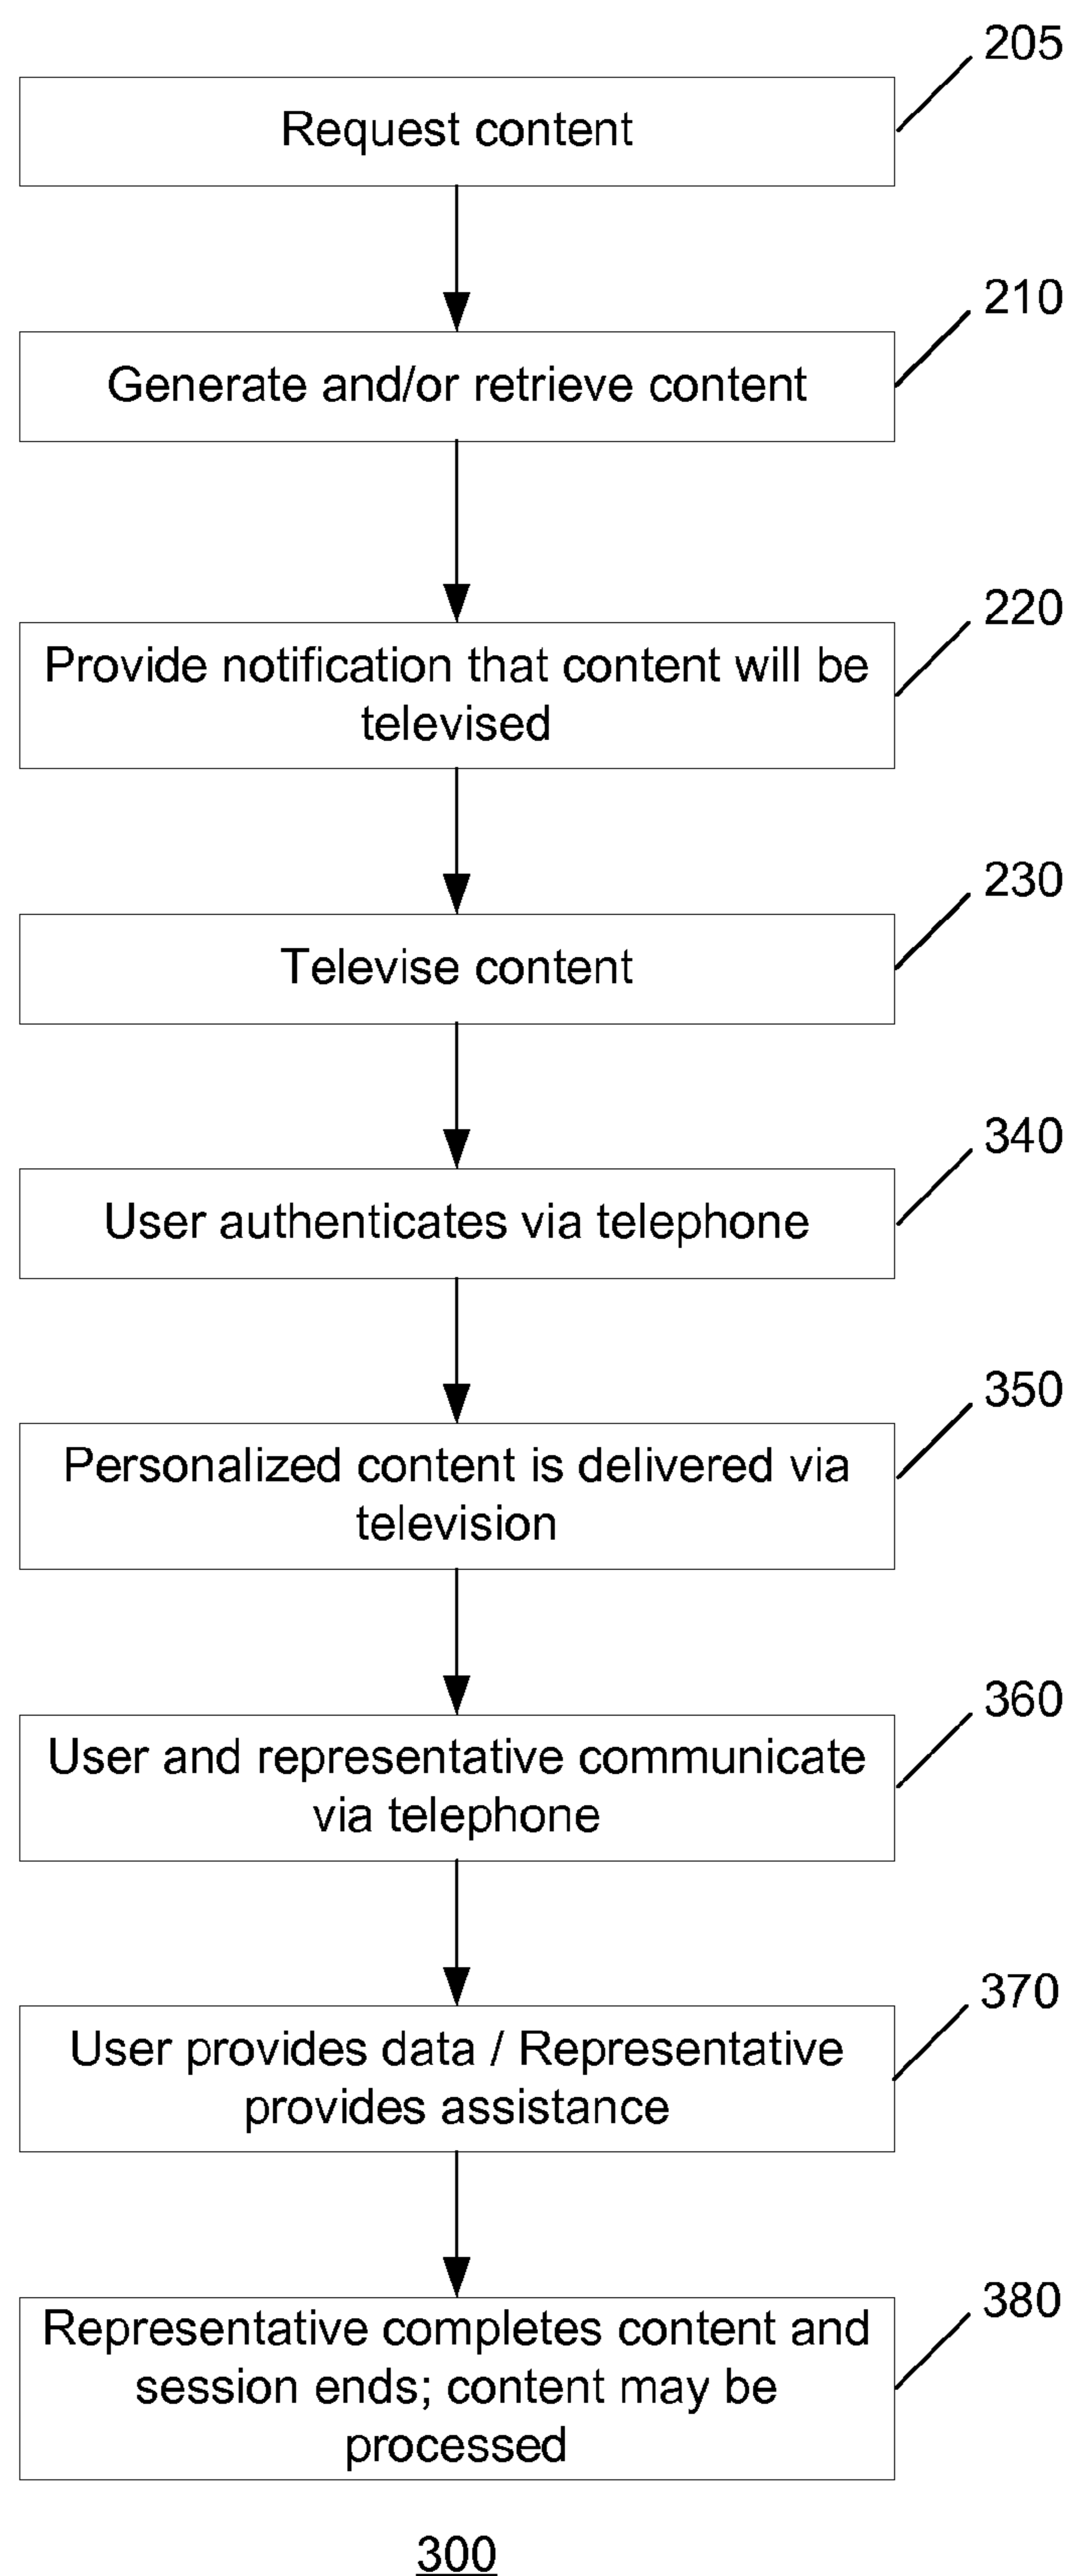 205
Request content
210
Generate and/or retrieve content
220
Provide notification that content will be
televised
230
Televise content
340
User authenticates via telephone
350
Personalized content is delivered via
television
360
User and representative communicate
via telephone
370
User provides data / Representative
provides assistance
380
Representative completes content and
session ends; content may be
processed
300